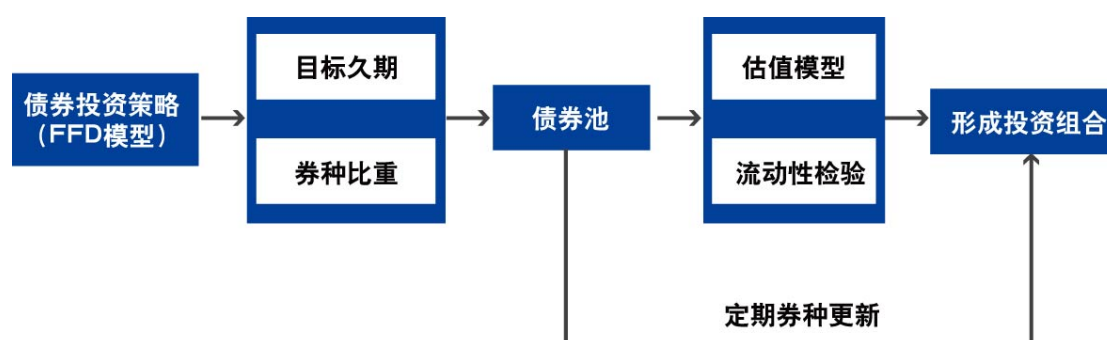 债券投资策略
（FFD模型）
目标久期
券种比重
债券池
估值模型
流动性检验
形成投资组合
定期券种更新